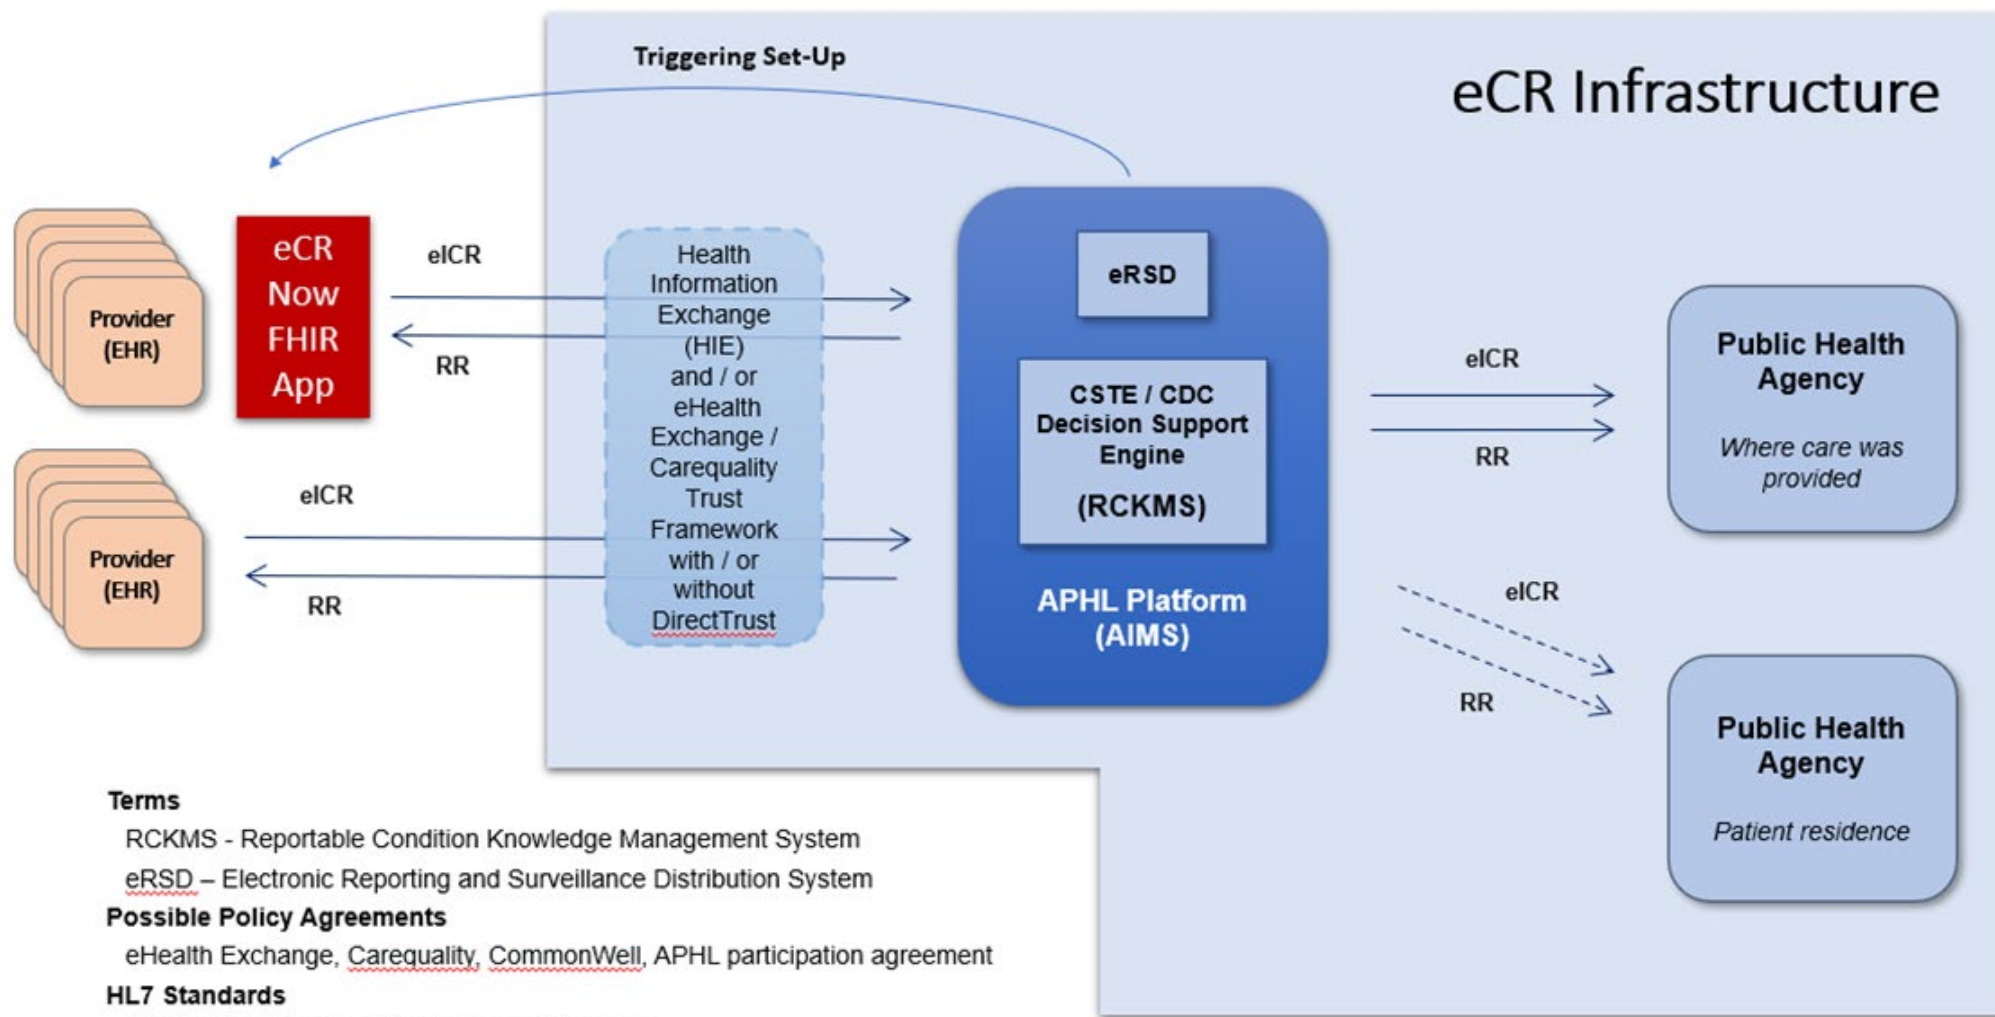 Triggering Set-Up
eCR Infrastructure
Provider
(EHR)
eCR
Now
FHIR
App
eICR
RR
Provider
(EHR)
eICR
RR
Health
Information
Exchange
(HIE)
and / or
eHealth
Exchange /
Carequality
Trust
Framework
with / or
without
DirectTrust
eRSD
CSTE / CDC
Decision Support
Engine
(RCKMS)
APHL Platform
(AIMS)
eICR
RR
Public Health
Agency
Where care was
provided
eICR
RR
Public Health
Agency
Patient residence
Terms
RCKMS - Reportable Condition Knowledge Management System
eRSD – Electronic Reporting and Surveillance Distribution System
Possible Policy Agreements
eHealth Exchange, Carequality, CommonWell, APHL participation agreement
HL7 Standards